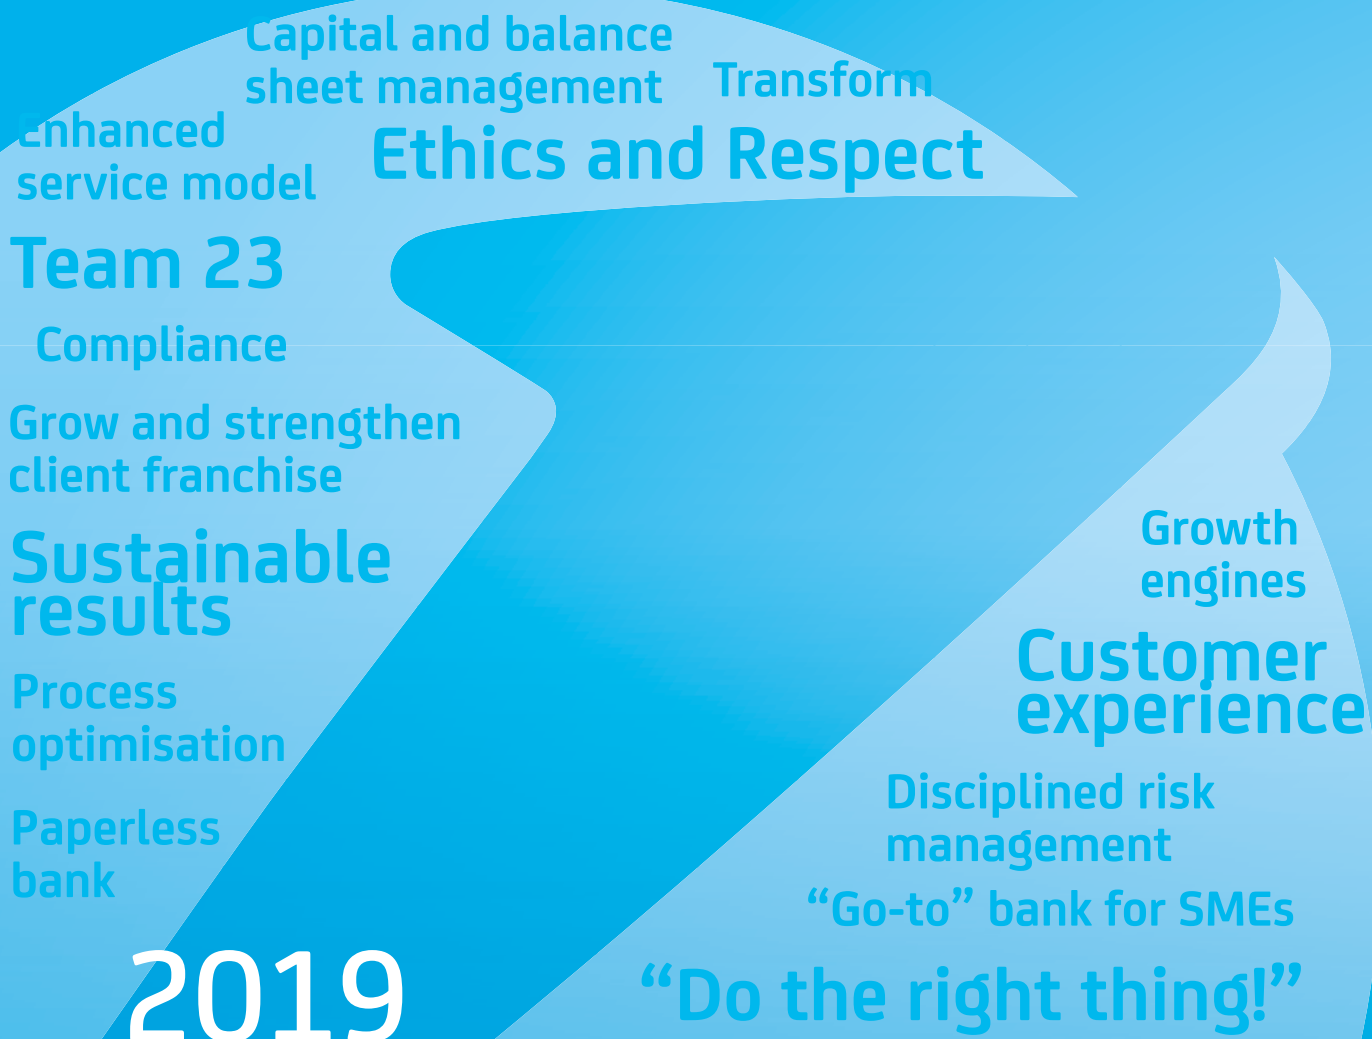 Capital and balance
sheet management
Transform
Enhanced
service model
Ethics and Respect
Team 23
Compliance
Grow and strengthen
client franchise
Sustainable
results
Growth
engines
Customer
experience
Process
optimisation
Disciplined risk
management
Paperless
bank
“Go-to” bank for SMEs
“Do the right thing!”
2019